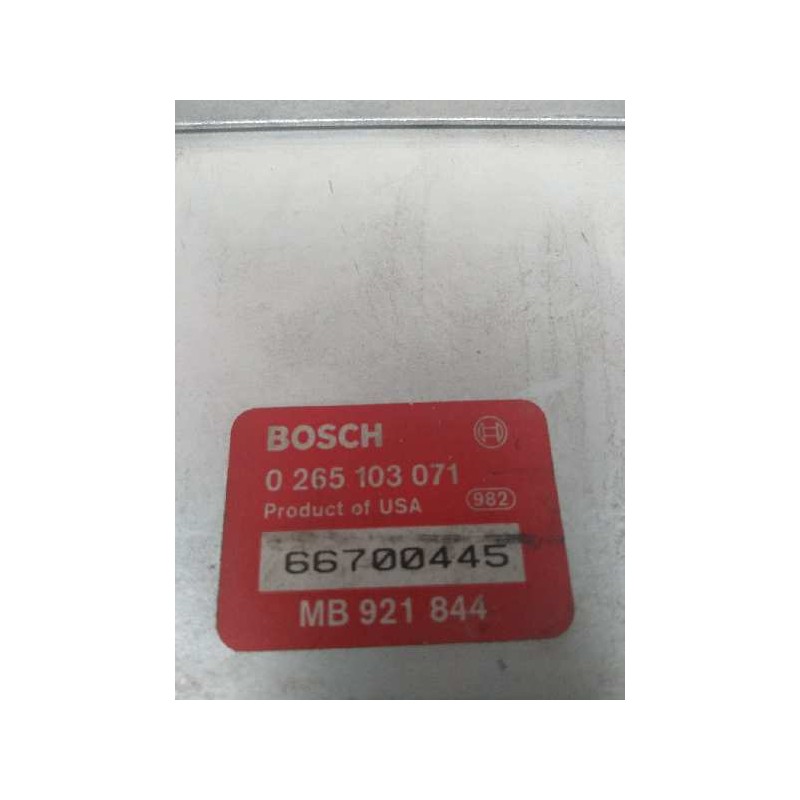 BOSCH
0 265 103 071
Product of USA 982
66700445
MB 921 844